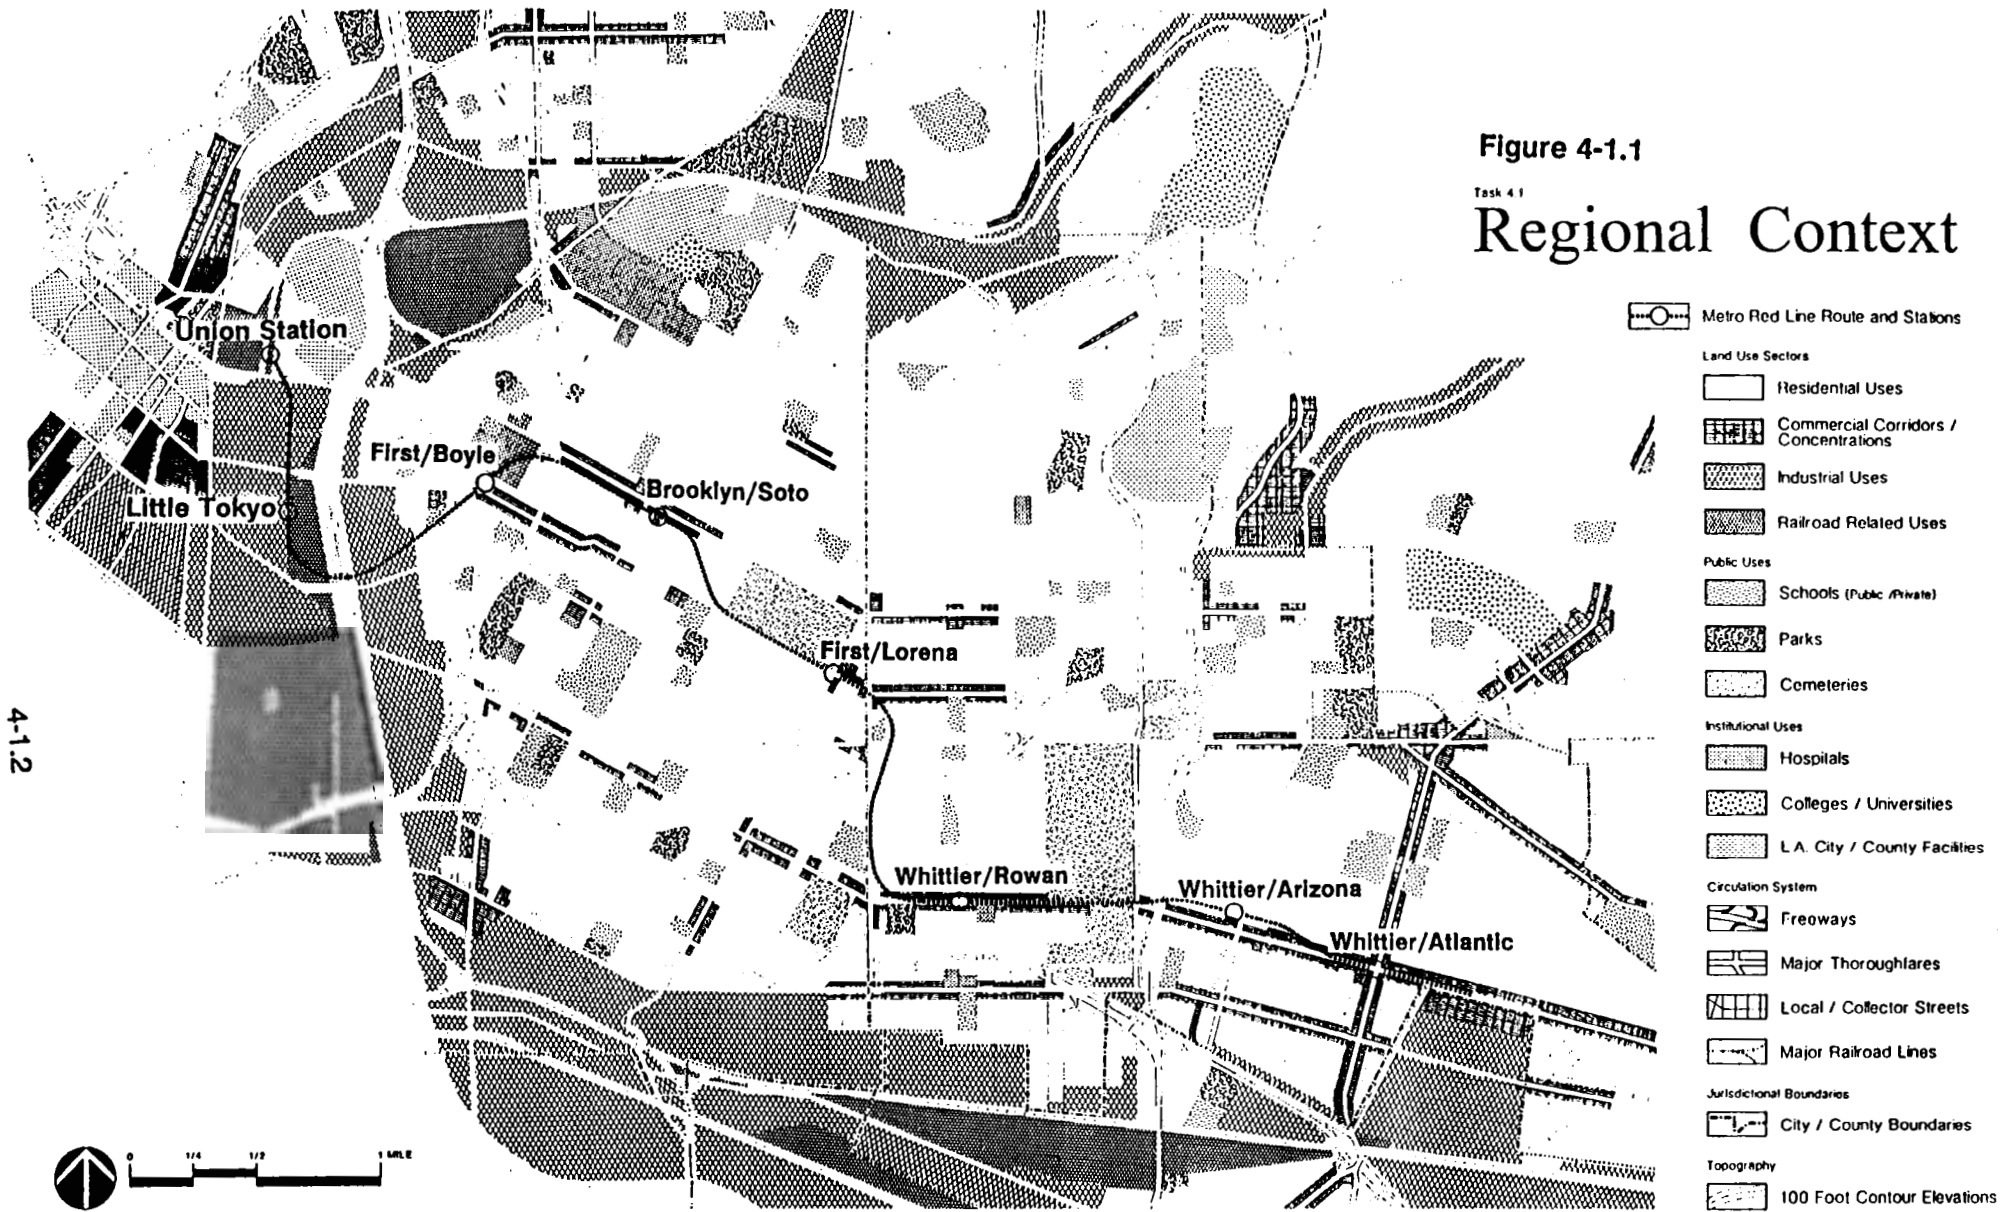 Figure 4-1.1
Task 4.1
Regional Context
Metro Red Line Route and Stations
Land Use Sectors
Residential Uses
Commercial Corridors /
Concentrations
Industrial Uses
Railroad Related Uses
Public Uses
Schools (Public /Private)
Parks
Cemeteries
Institutional Uses
Hospitals
Colleges / Universities
L.A. City / County Facilities
Circulation System
Freeways
Major Thoroughfares
Local / Collector Streets
Major Railroad Lines
Jurisdictional Boundaries
City / County Boundaries
Topography
100 Foot Contour Elevations
Union Station
First/Boyle
Brooklyn/Soto
Little Tokyo
First/Lorena
Whittier/Rowan
Whittier/Arizona
Whittier/Atlantic
4-1.2
0 1/4 1/2 1 MILE